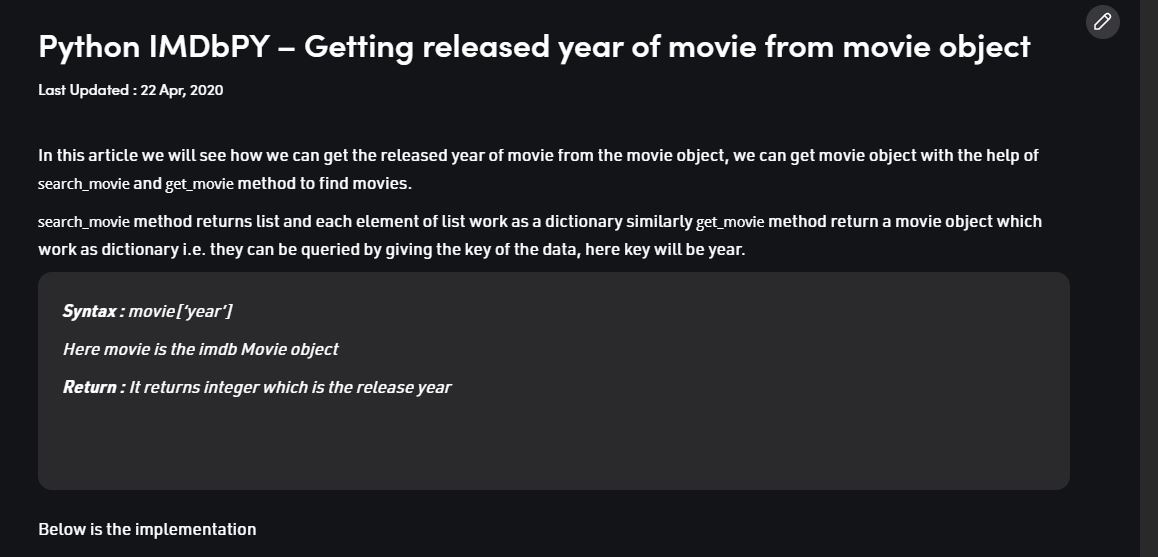 Python IMDbPY – Getting released year of movie from movie object
Last Updated : 22 Apr, 2020
In this article we will see how we can get the released year of movie from the movie object, we can get movie object with the help of
search_movie and get_movie method to find movies.
search_movie method returns list and each element of list work as a dictionary similarly get_movie method return a movie object which
work as dictionary i.e. they can be queried by giving the key of the data, here key will be year.
Syntax : movie[‘year’]
Here movie is the imdb Movie object
Return : It returns integer which is the release year
Below is the implementation